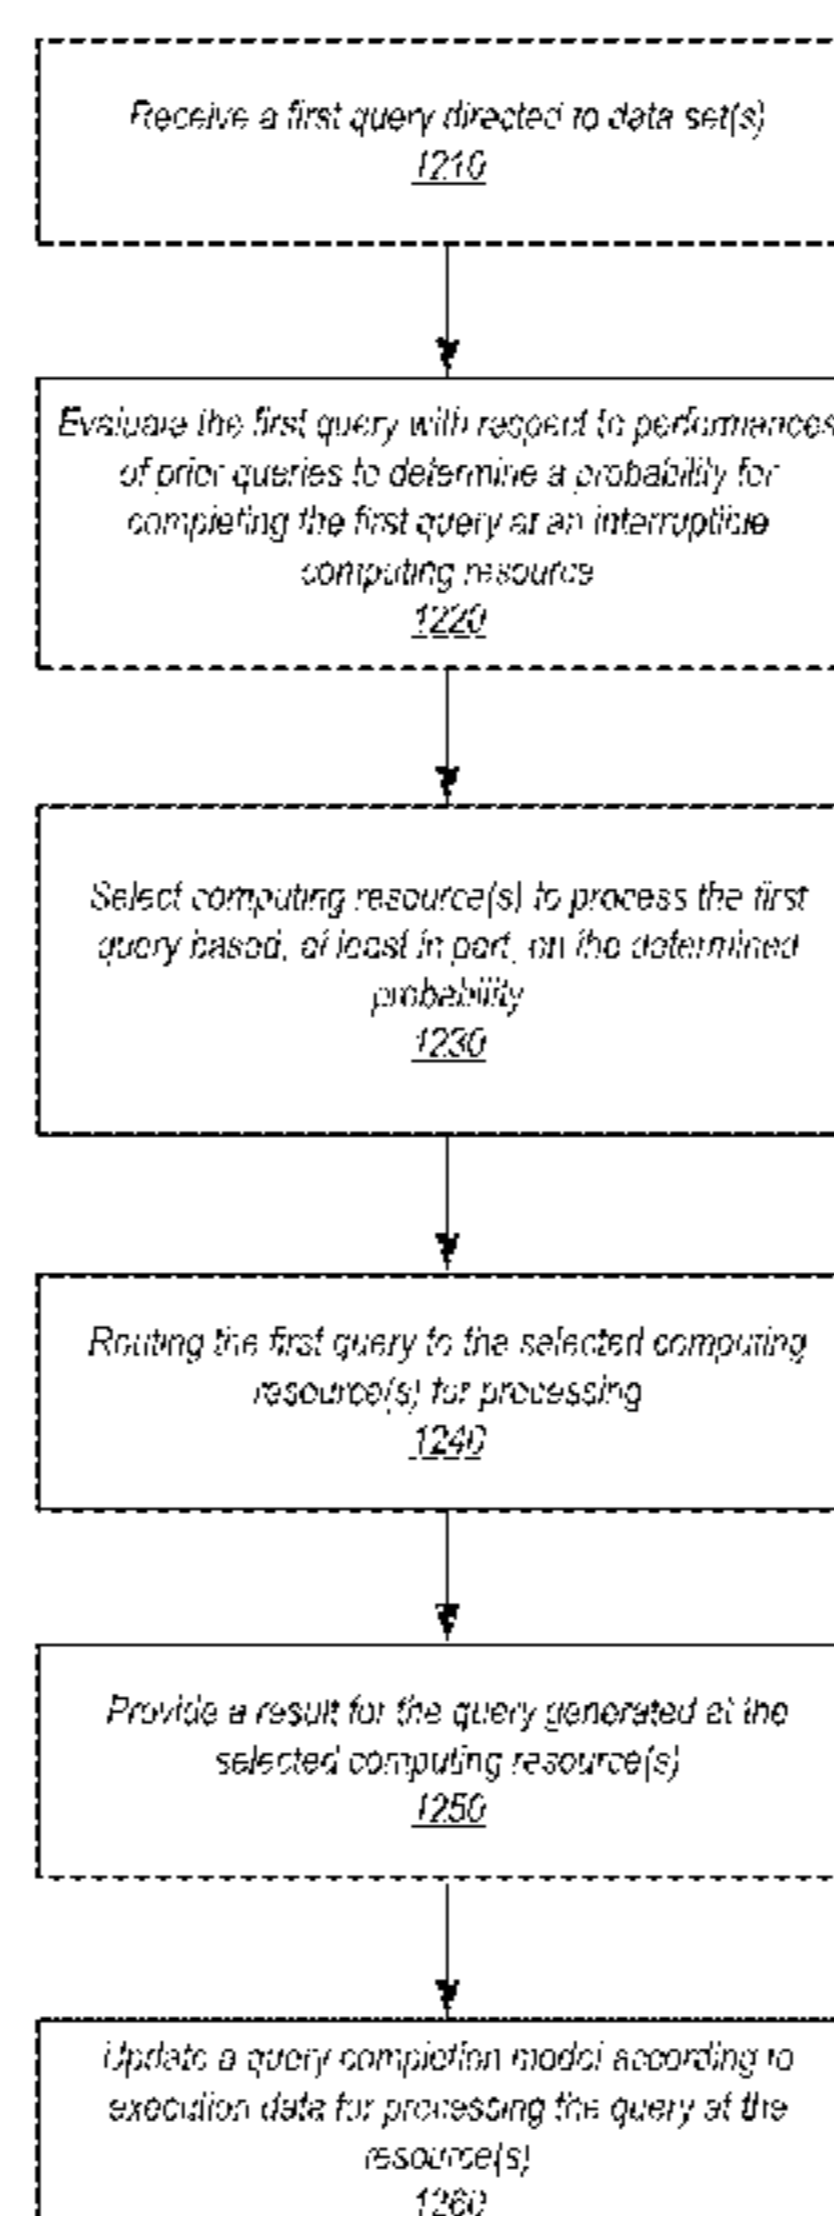 Receive a first query directed to data set(s)
1210
Evaluate the first query with respect to performances
of prior queries to determine a probability for
completing the first query at an interruptible
computing resource
1220
Select computing resource(s) to process the first
query based, at least in part, on the determined
probability
1230
Routing the first query to the selected computing
resource(s) for processing
1240
Provide a result for the query generated at the
selected computing resource(s)
1250
Update a query completion model according to
execution data for processing the query at the
resource(s)
1260